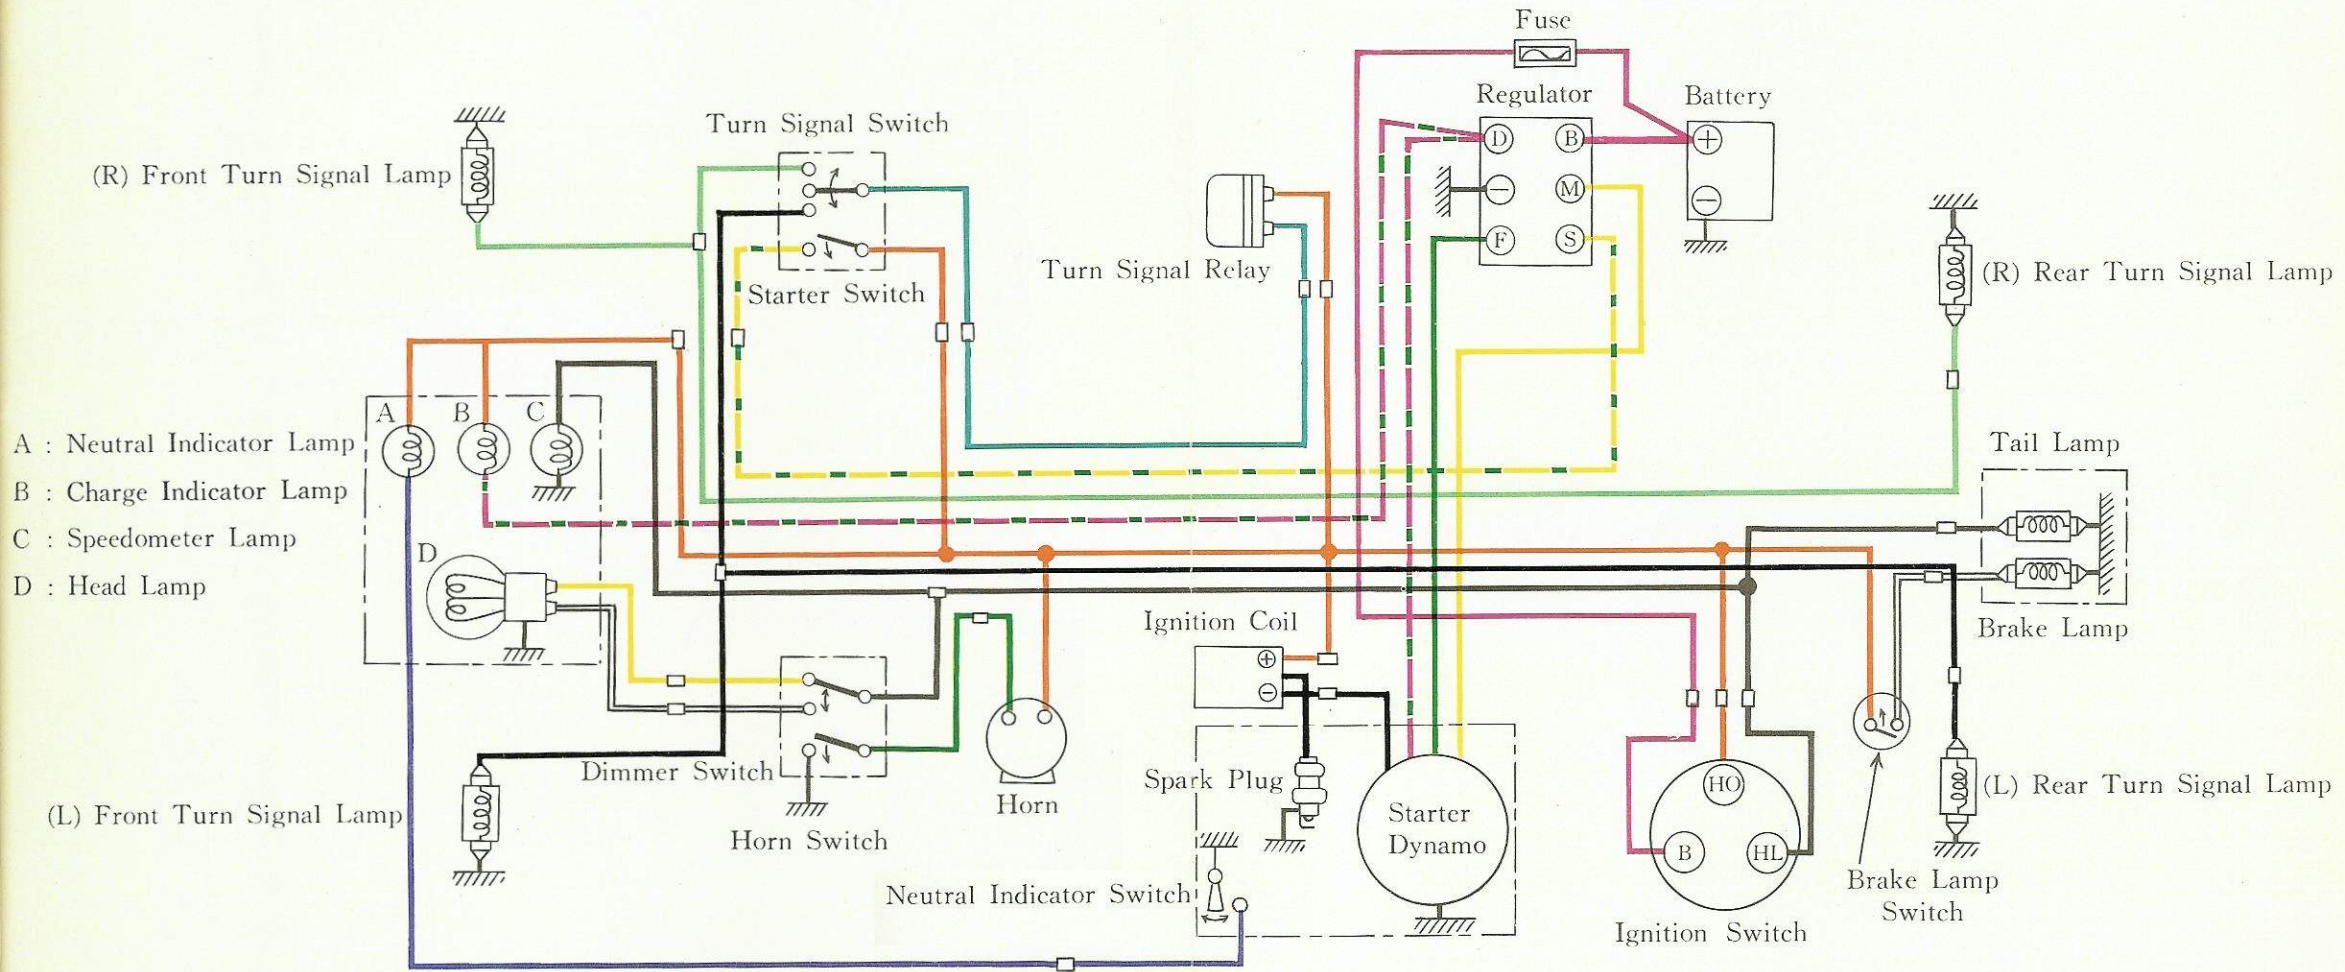 Fuse
Regulator
Battery
Turn Signal Switch
(R) Front Turn Signal Lamp
D
B
+
−
M
−
F
S
(R) Rear Turn Signal Lamp
Turn Signal Relay
Starter Switch
A
B
C
A : Neutral Indicator Lamp
B : Charge Indicator Lamp
C : Speedometer Lamp
D : Head Lamp
D
Tail Lamp
Brake Lamp
Ignition Coil
+
−
Dimmer Switch
Horn Switch
Horn
Spark Plug
Starter
Dynamo
HO
B
HL
(L) Front Turn Signal Lamp
(L) Rear Turn Signal Lamp
Neutral Indicator Switch
Brake Lamp
Switch
Ignition Switch